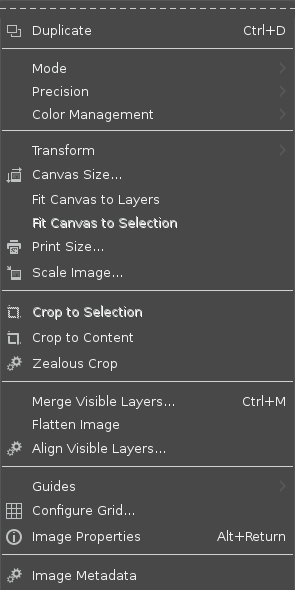 Duplicate Ctrl+D
Mode
Precision
Color Management
Transform
Canvas Size...
Fit Canvas to Layers
Fit Canvas to Selection
Print Size...
Scale Image...
Crop to Selection
Crop to Content
Zealous Crop
Merge Visible Layers... Ctrl+M
Flatten Image
Align Visible Layers...
Guides
Configure Grid...
Image Properties Alt+Return
Image Metadata